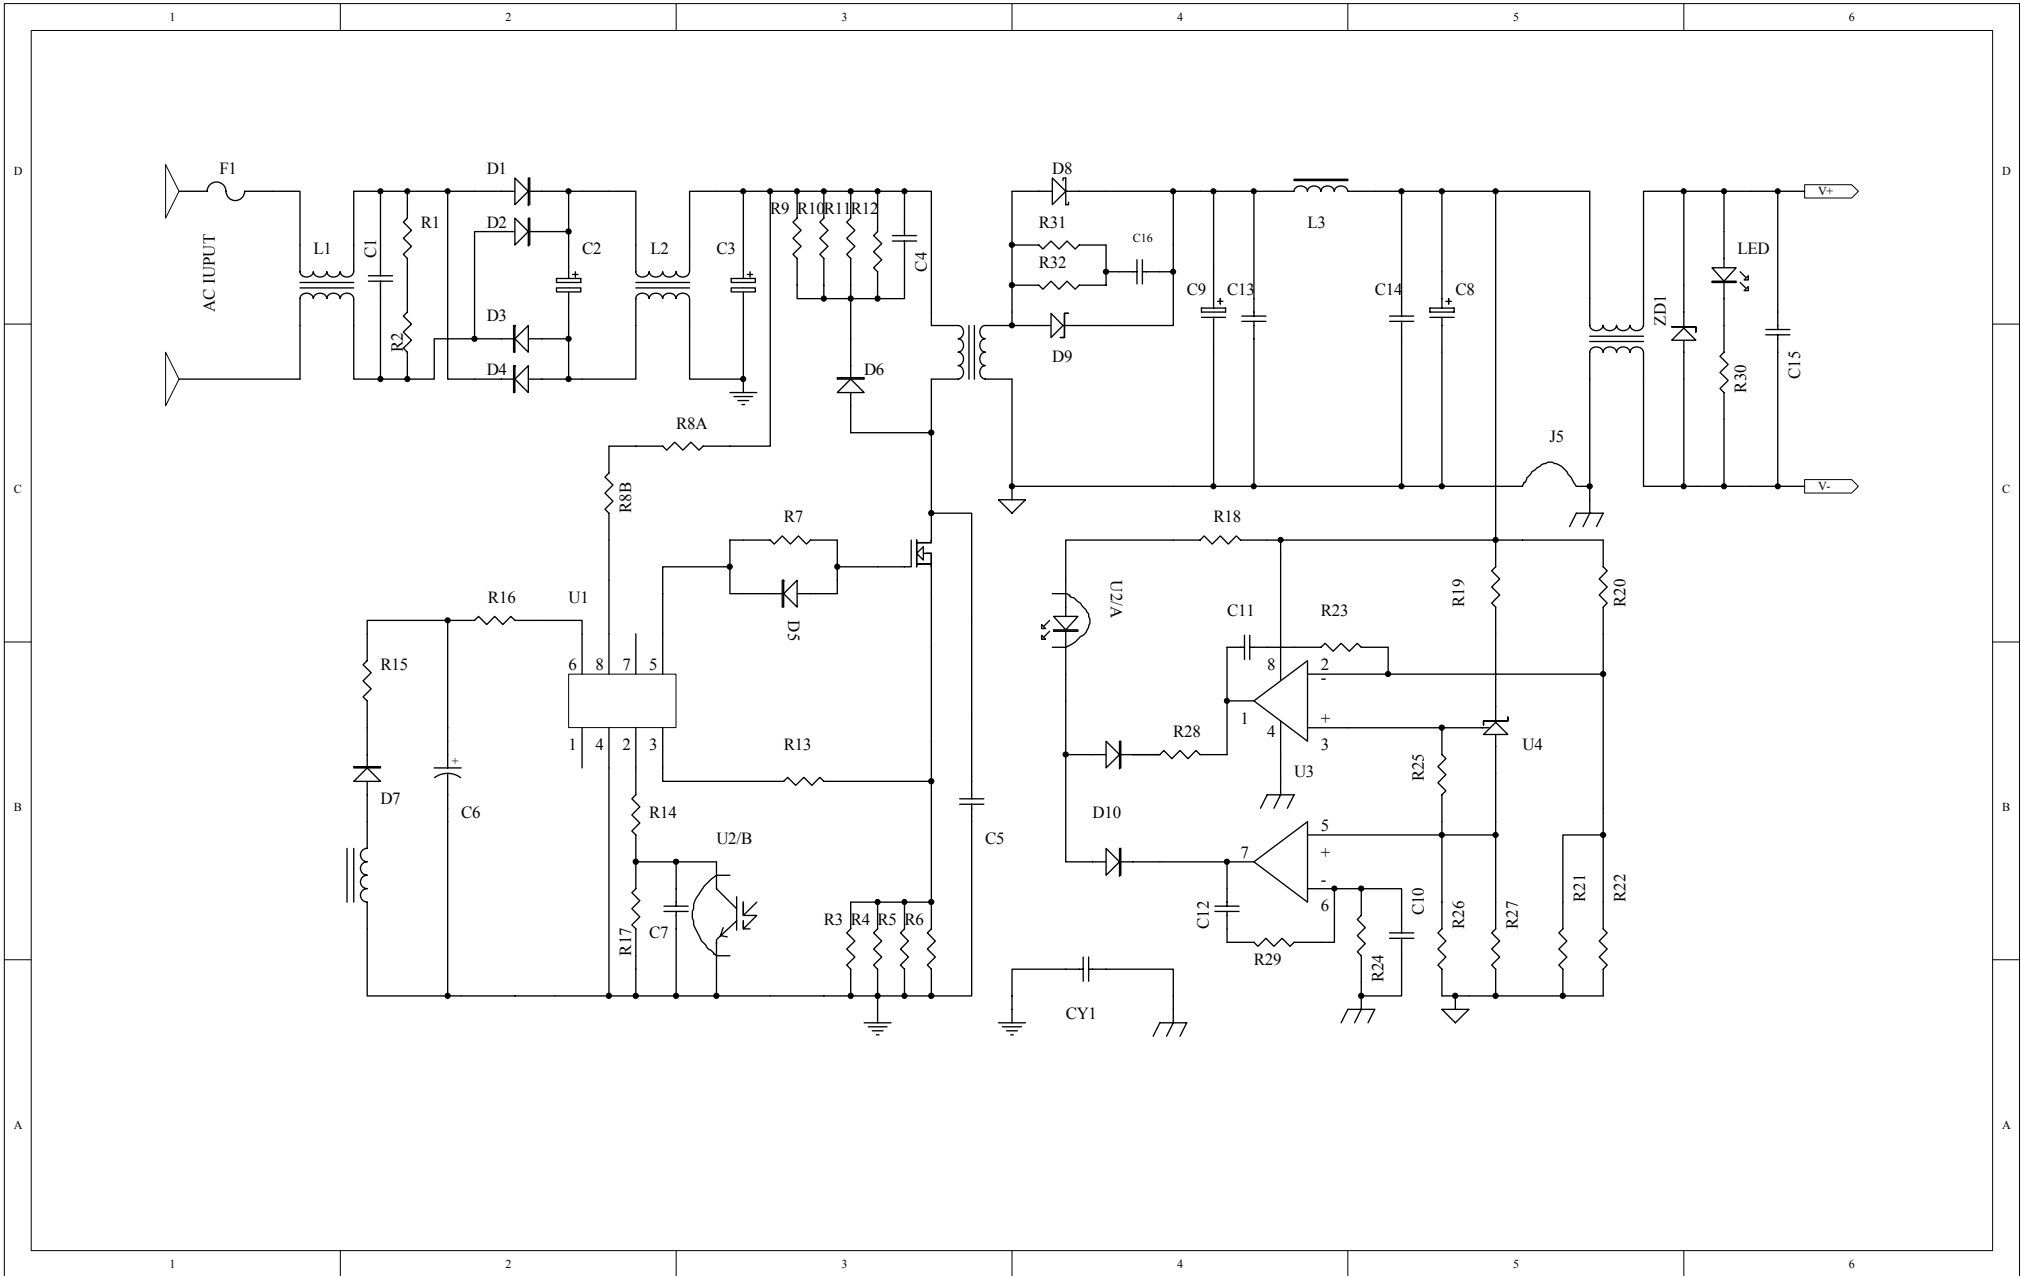 1 2 3 4 5 6
D D
F1 D1 D8 V+
R9 R10 R11 R12
R1 D2 R31 L3
AC IUPUT L1 C1 C2 L2 C3 C4 R32 C16 LED
C9 C13 C14 C8 ZD1
R2 D3 D9 C15
D4 D6 R30
R8A J5
C C
R8B V-
R7 R18
R16 U1 D5 U2/A C11 R23 R19 R20
R15 6 8 7 5 8 2
-
1 + U4
1 4 2 3 R13 R28 4 3
D7 U3 R25
B B
C6 R14 D10
U2/B C5 5
7 +
-
R3 R4 R5 R6 6 C10 R21 R22
R17 C7 C12 R26 R27
R29 R24
CY1
A A
1 2 3 4 5 6